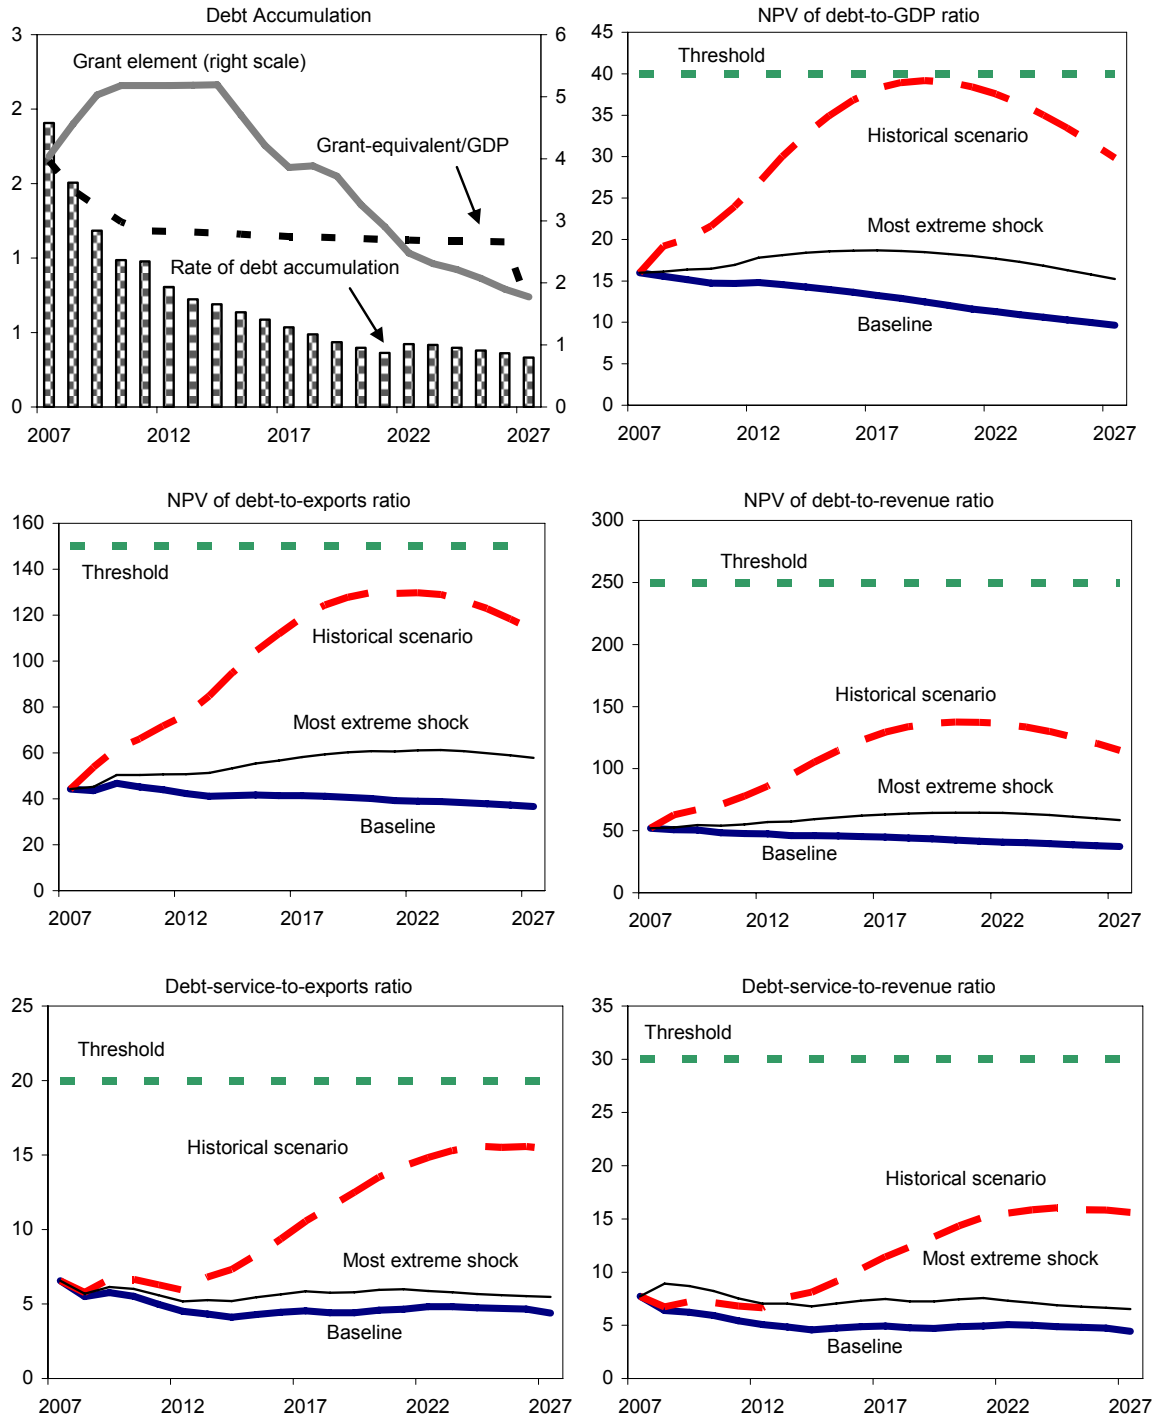 Debt Accumulation
3
2
2
1
1
0
6
5
4
3
2
1
0
Grant element (right scale)
Grant-equivalent/GDP
Rate of debt accumulation
2007 2012 2017 2022 2027
NPV of debt-to-GDP ratio
45
40
35
30
25
20
15
10
5
0
Threshold
Historical scenario
Most extreme shock
Baseline
2007 2012 2017 2022 2027
NPV of debt-to-exports ratio
160
140
120
100
80
60
40
20
0
Threshold
Historical scenario
Most extreme shock
Baseline
2007 2012 2017 2022 2027
NPV of debt-to-revenue ratio
300
250
200
150
100
50
0
Threshold
Historical scenario
Most extreme shock
Baseline
2007 2012 2017 2022 2027
Debt-service-to-exports ratio
25
20
15
10
5
0
Threshold
Historical scenario
Most extreme shock
Baseline
2007 2012 2017 2022 2027
Debt-service-to-revenue ratio
35
30
25
20
15
10
5
0
Threshold
Historical scenario
Most extreme shock
Baseline
2007 2012 2017 2022 2027